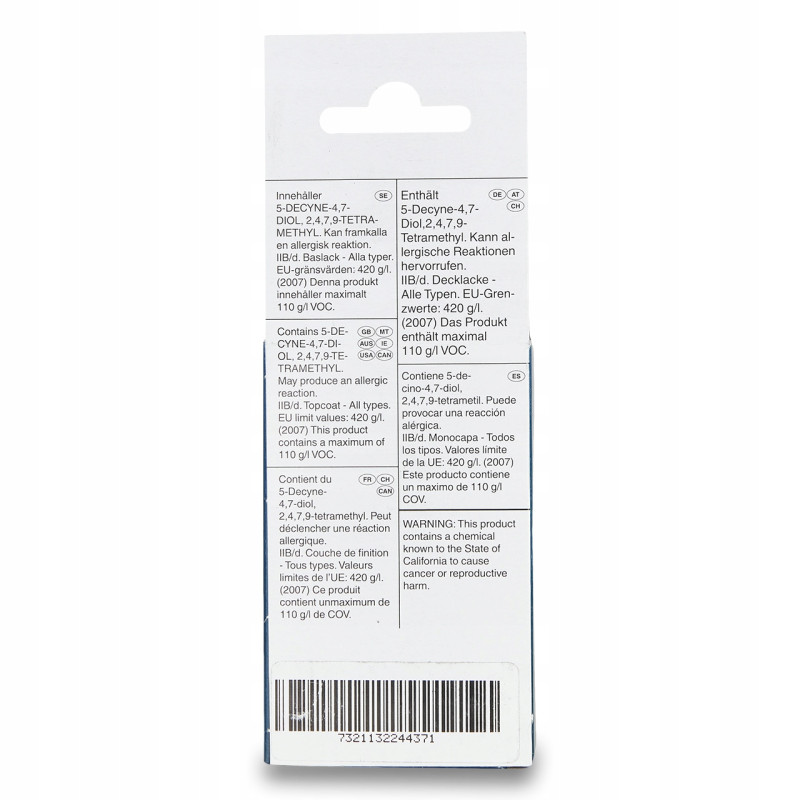 Innehåller SE
5-DECYNE-4,7-
DIOL, 2,4,7,9-TETRA-
METHYL. Kan framkalla
en allergisk reaktion.
IIB/d. Baslack - Alla typer.
EU-gränsvärden: 420 g/l.
(2007) Denna produkt
innehåller maximalt
110 g/l VOC.
Contains 5-DE- GB MT
CYNE-4,7-DI- AUS IE
OL, 2,4,7,9-TE- USA CAN
TRAMETHYL.
May produce an allergic
reaction.
IIB/d. Topcoat - All types.
EU limit values: 420 g/l.
(2007) This product
contains a maximum of
110 g/l VOC.
Contient du FR CH
5-Decyne- CAN
4,7-diol,
2,4,7,9-tetramethyl. Peut
déclencher une réaction
allergique.
IIB/d. Couche de finition
- Tous types. Valeurs
limites de l'UE: 420 g/l.
(2007) Ce produit
contient unmaximum de
110 g/l de COV.
Enthält DE AT
5-Decyne-4,7- CH
Diol,2,4,7,9-
Tetramethyl. Kann al-
lergische Reaktionen
hervorrufen.
IIB/d. Decklacke -
Alle Typen. EU-Gren-
zwerte: 420 g/l.
(2007) Das Produkt
enthält maximal
110 g/l VOC.
Contiene 5-de- ES
cino-4,7-diol,
2,4,7,9-tetrametil. Puede
provocar una reacción
alérgica.
IIB/d. Monocapa - Todos
los tipos. Valores límite
de la UE: 420 g/l. (2007)
Este producto contiene
un maximo de 110 g/l
COV.
WARNING: This product
contains a chemical
known to the State of
California to cause
cancer or reproductive
harm.
7321132244371